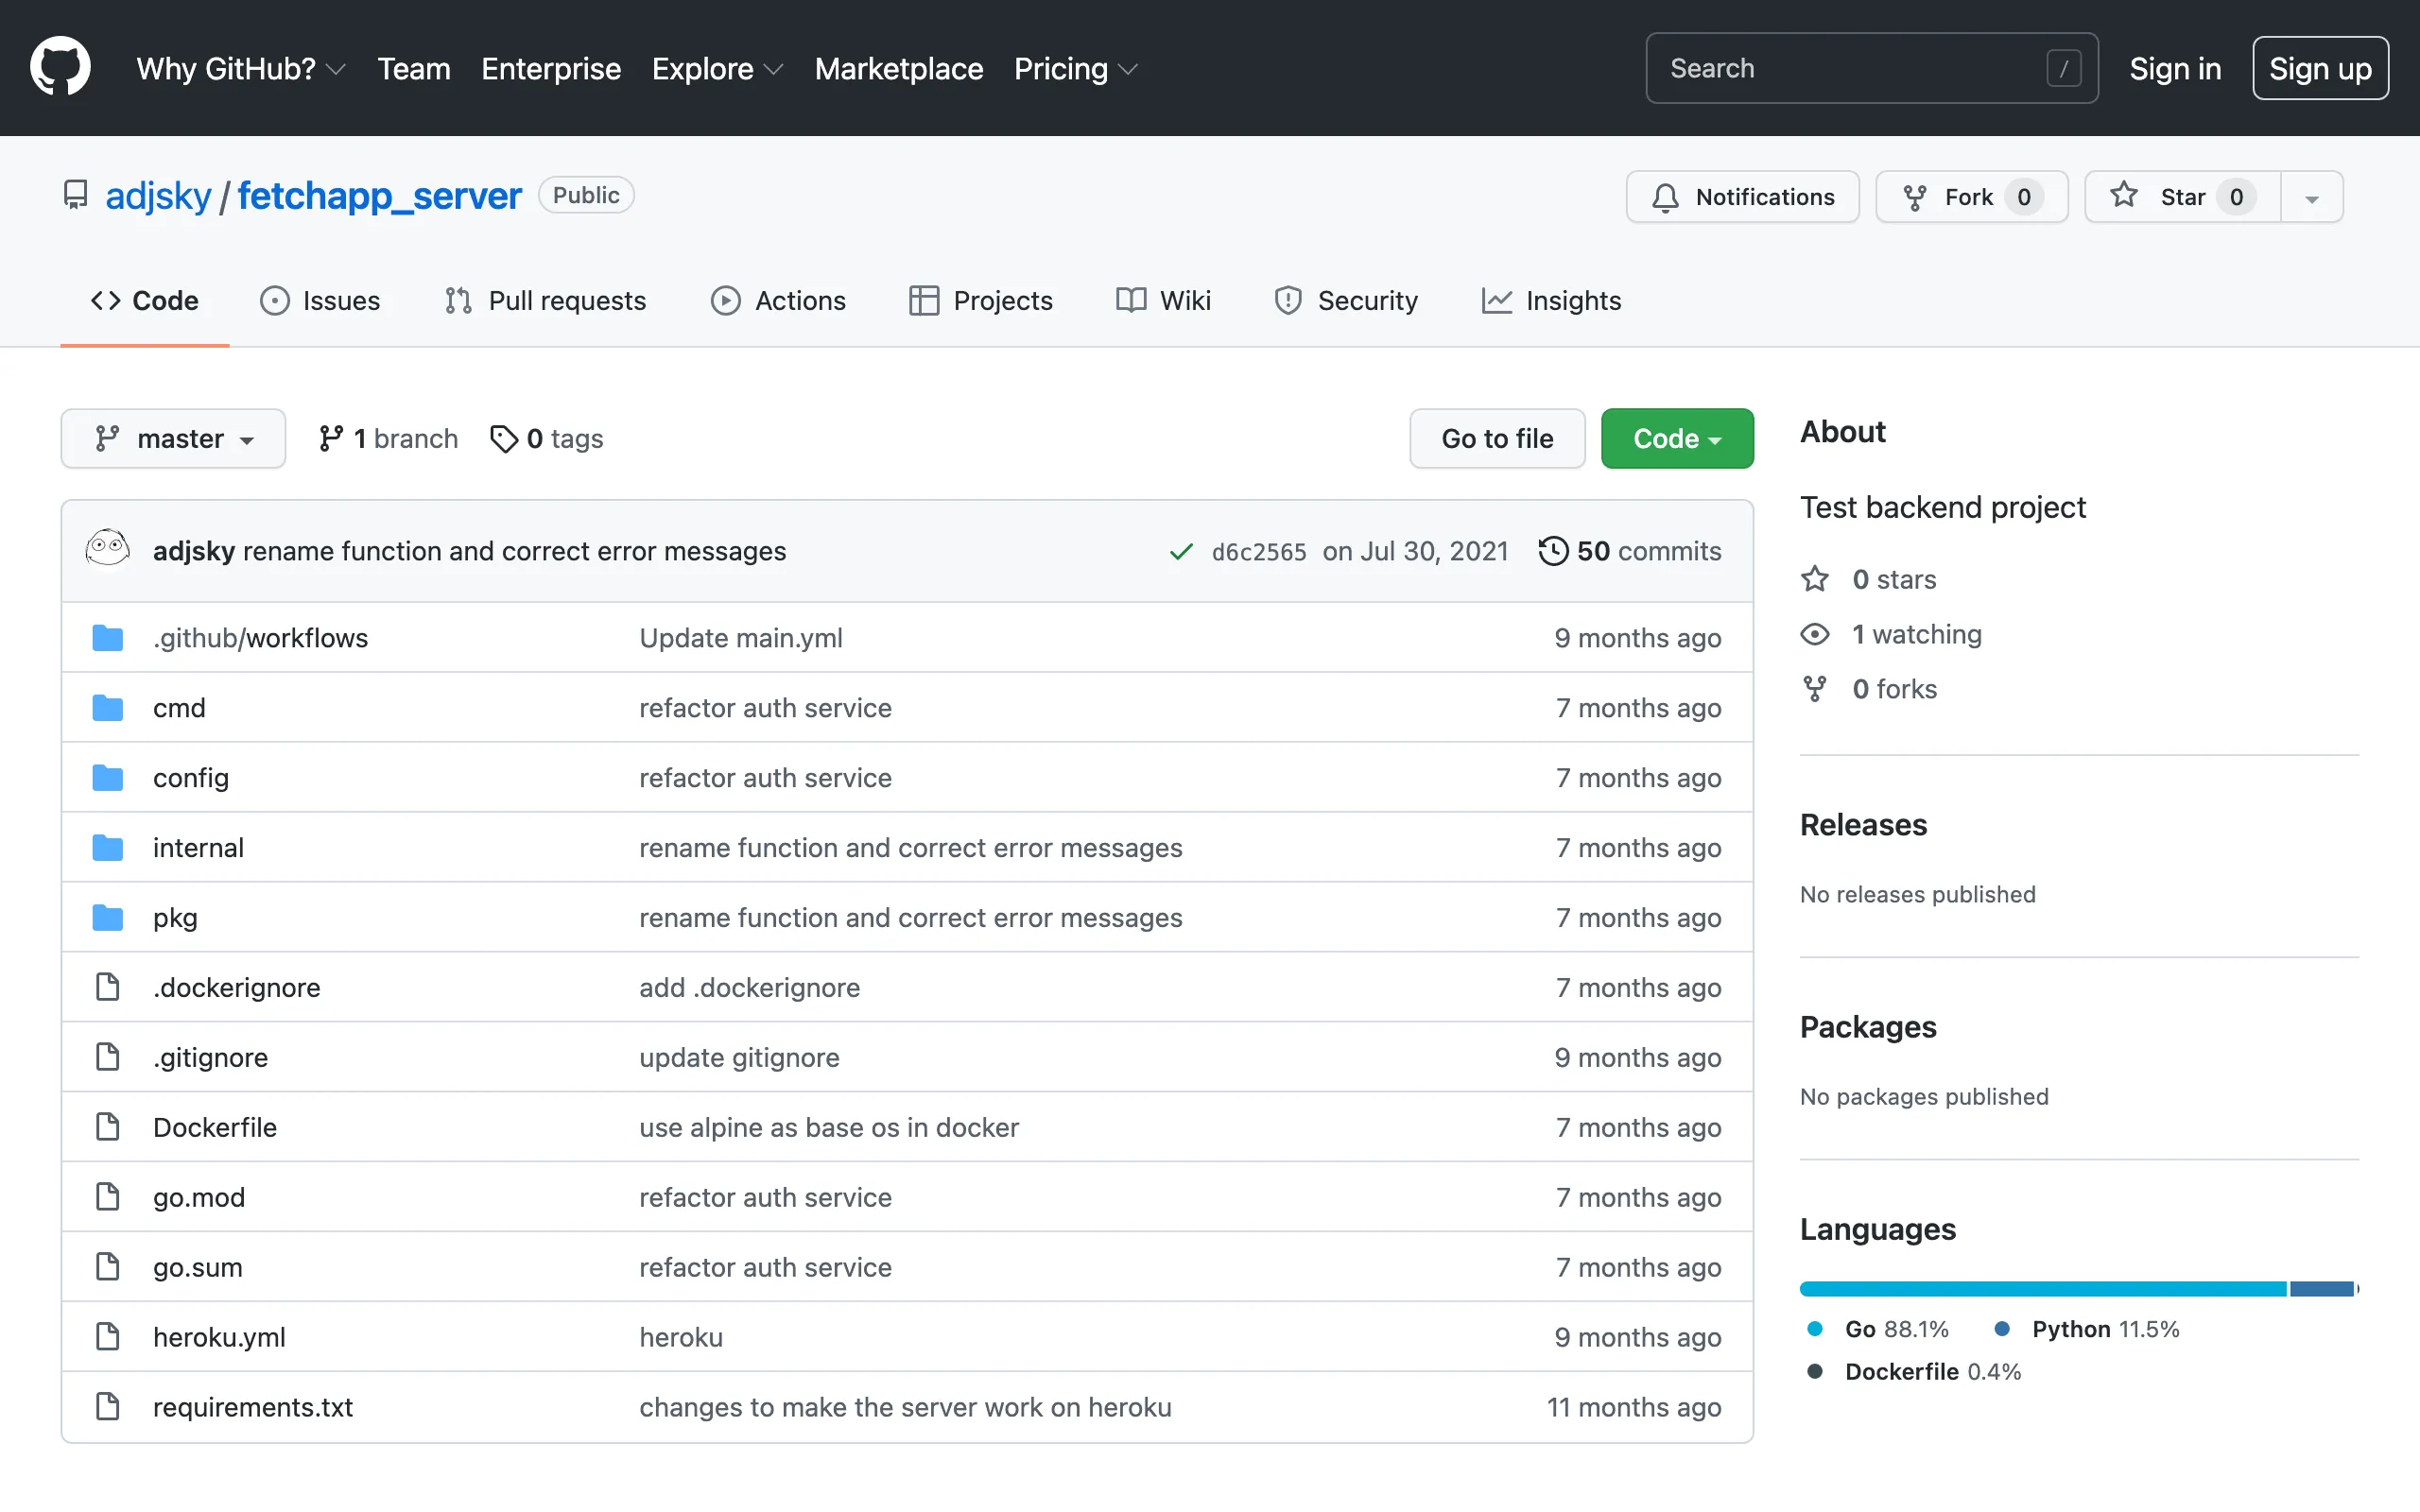 Why GitHub? Team Enterprise Explore Marketplace Pricing Search / Sign in Sign up
adjsky / fetchapp_server Public Notifications Fork 0 Star 0
Code Issues Pull requests Actions Projects Wiki Security Insights
master 1 branch 0 tags Go to file Code
adjsky rename function and correct error messages d6c2565 on Jul 30, 2021 50 commits
.github/workflows Update main.yml 9 months ago
cmd refactor auth service 7 months ago
config refactor auth service 7 months ago
internal rename function and correct error messages 7 months ago
pkg rename function and correct error messages 7 months ago
.dockerignore add .dockerignore 7 months ago
.gitignore update gitignore 9 months ago
Dockerfile use alpine as base os in docker 7 months ago
go.mod refactor auth service 7 months ago
go.sum refactor auth service 7 months ago
heroku.yml heroku 9 months ago
requirements.txt changes to make the server work on heroku 11 months ago
About
Test backend project
0 stars
1 watching
0 forks
Releases
No releases published
Packages
No packages published
Languages
Go 88.1% Python 11.5%
Dockerfile 0.4%